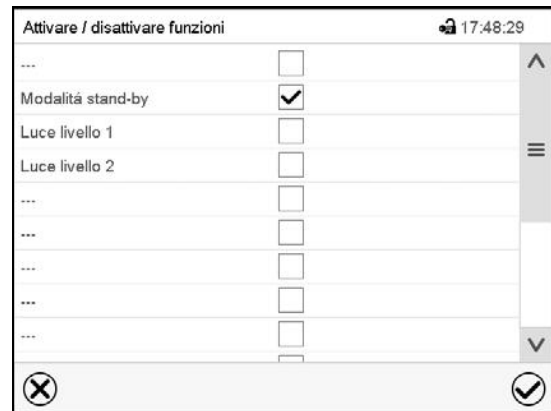 Attivare / disattivare funzioni 17:48:29
---
Modalitá stand-by
Luce livello 1
Luce livello 2
---
---
---
---
---